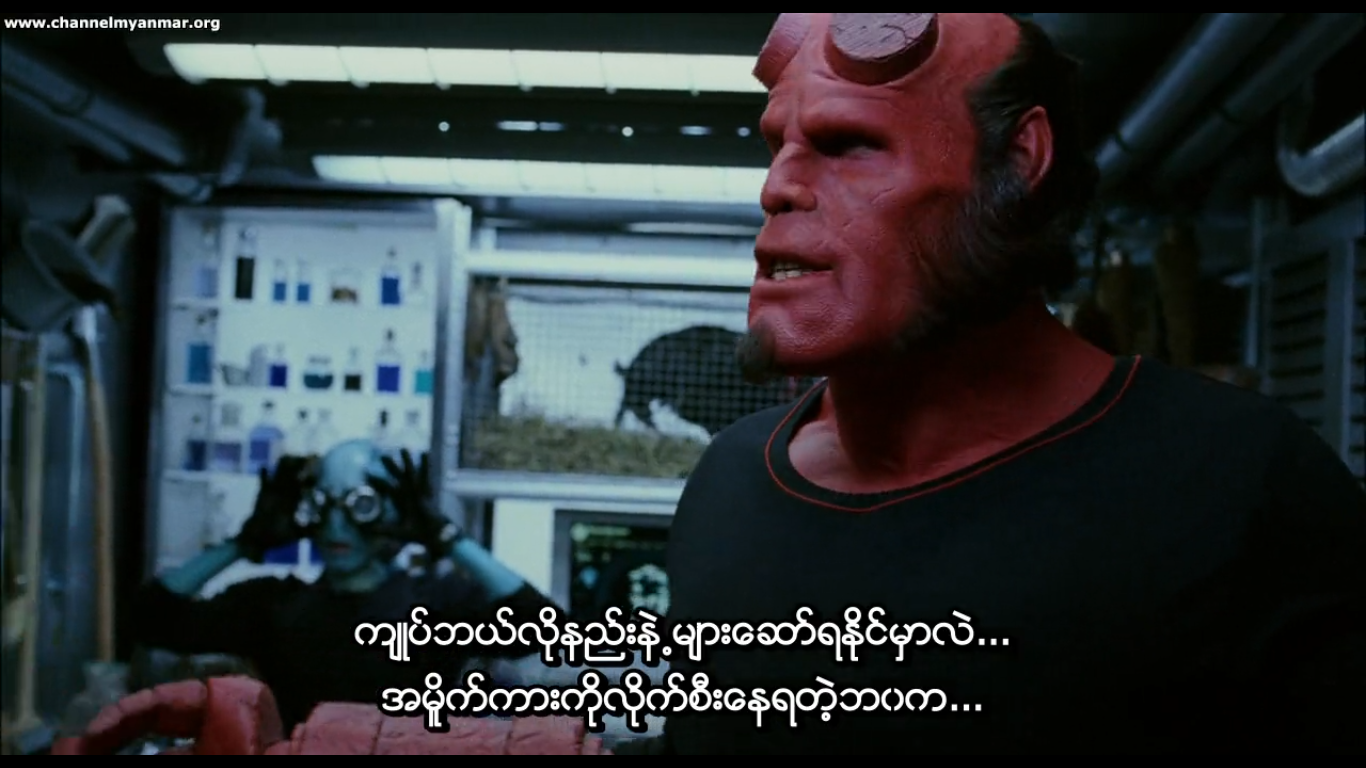 www.channelmyanmar.org
ကျုပ်ဘယ်လိုနည်းနဲ့များဆော်ရနိုင်မှာလဲ...
အမှိုက်ကားကိုလိုက်စီးနေရတဲ့ဘဝက...